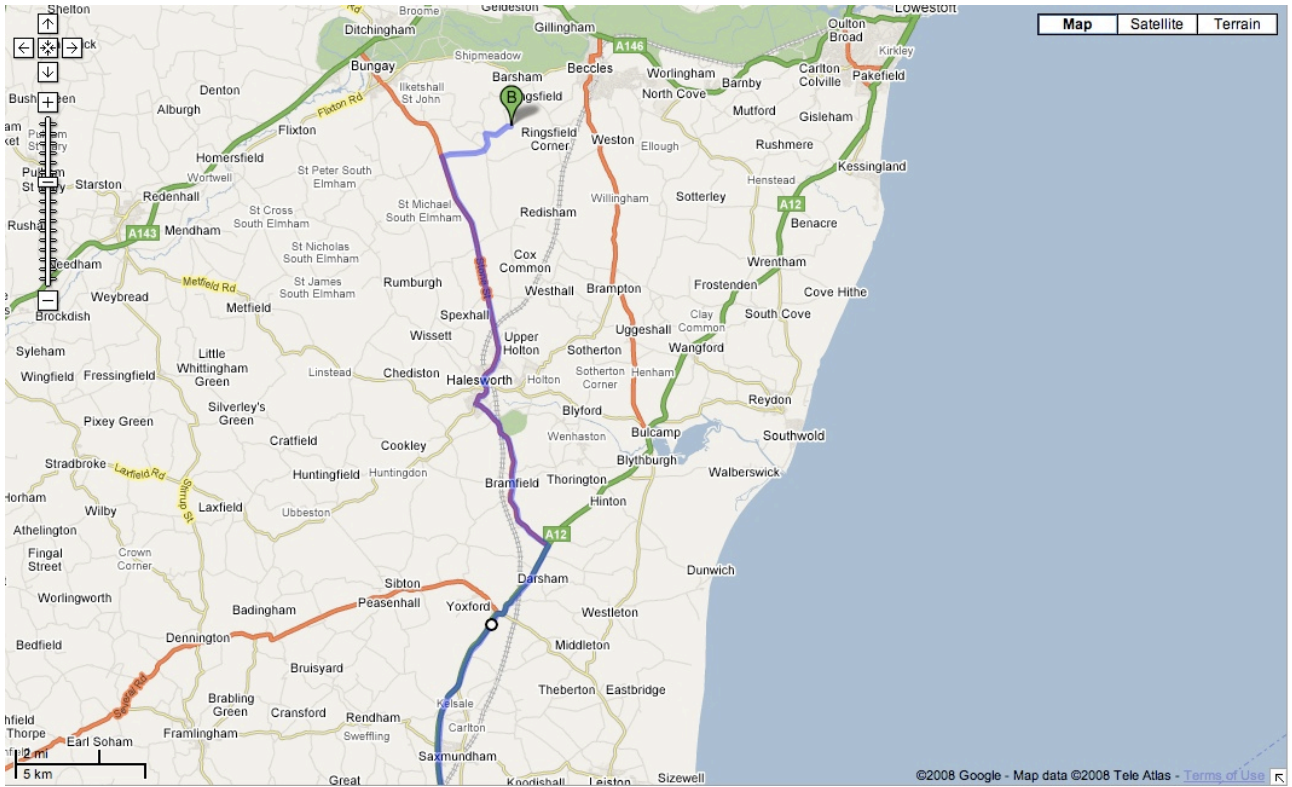 Shelton
Rd
Broome
Geldeston
Lowestoft
Ditchingham
Gillingham
Oulton
Broad
Map
Satellite
Terrain
A146
Kirkley
Bungay
Shipmeadow
Beccles
Worlingham
Carlton
Colville
Pakefield
Barsham
Barnby
Denton
Ilketshall
St John
North Cove
B
Alburgh
Flixton Rd
Mutford
Gisleham
Flixton
Ringsfield
Corner
Weston
Ellough
Rushmere
Homersfield
Kessingland
Wortwell
St Peter South
Elmham
Henstead
Starston
Redenhall
Willingham
Sotterley
A12
St Michael
South Elmham
St Cross
South Elmham
Redisham
Benacre
A143
Mendham
St Nicholas
South Elmham
Cox
Common
Wrentham
Needham
Stone St
Metfield Rd
St James
South Elmham
Rumburgh
Westhall
Brampton
Frostenden
Cove Hithe
Weybread
Metfield
Brockdish
Spexhall
Clay
Common
South Cove
Wissett
Upper
Holton
Uggeshall
Syleham
Little
Whittingham
Green
Sotherton
Wangford
Wingfield
Fressingfield
Linstead
Chediston
Halesworth
Holton
Sotherton
Corner
Henham
Silverley's
Green
Blyford
Reydon
Pixey Green
Cratfield
Cookley
Wenhaston
Bulcamp
Southwold
Stradbroke
Laxfield Rd
Huntingfield
Huntingdon
Blythburgh
Walberswick
Stirrup St
Bramfield
Thorington
Horham
Wilby
Laxfield
Ubbeston
Hinton
Athelington
A12
Crown
Corner
Fingal
Street
Dunwich
Sibton
Darsham
Worlingworth
Peasenhall
Yoxford
Badingham
Westleton
Dennington
Bedfield
Middleton
Bruisyard
Several Rd
Theberton
Eastbridge
Brabling
Green
Cransford
Kelsale
Rendham
Sweffling
Carlton
Framlingham
Thorpe
Earl Soham
Saxmundham
2 mi
5 km
Great
Knodishall
Leiston
Sizewell
©2008 Google - Map data ©2008 Tele Atlas - Terms of Use